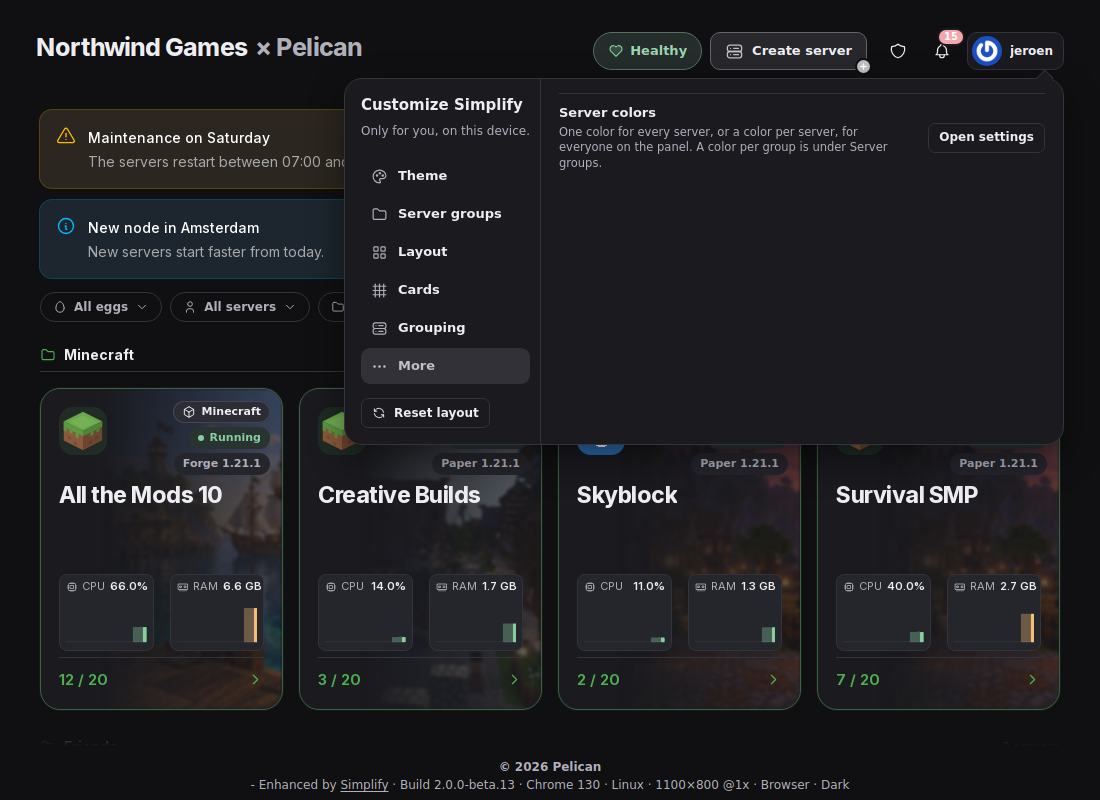 Northwind Games × Pelican
Healthy
Create server
15
jeroen
Maintenance on Saturday
The servers restart between 07:00 and
New node in Amsterdam
New servers start faster from today.
All eggs
All servers
Customize Simplify
Only for you, on this device.
Theme
Server groups
Layout
Cards
Grouping
More
Reset layout
Server colors
One color for every server, or a color per server, for
everyone on the panel. A color per group is under Server
groups.
Open settings
Minecraft
Minecraft
Running
Forge 1.21.1
All the Mods 10
CPU 66.0%
RAM 6.6 GB
12 / 20
Paper 1.21.1
Creative Builds
CPU 14.0%
RAM 1.7 GB
3 / 20
Paper 1.21.1
Skyblock
CPU 11.0%
RAM 1.3 GB
2 / 20
Paper 1.21.1
Survival SMP
CPU 40.0%
RAM 2.7 GB
7 / 20
Friends
© 2026 Pelican
- Enhanced by Simplify · Build 2.0.0-beta.13 · Chrome 130 · Linux · 1100×800 @1x · Browser · Dark